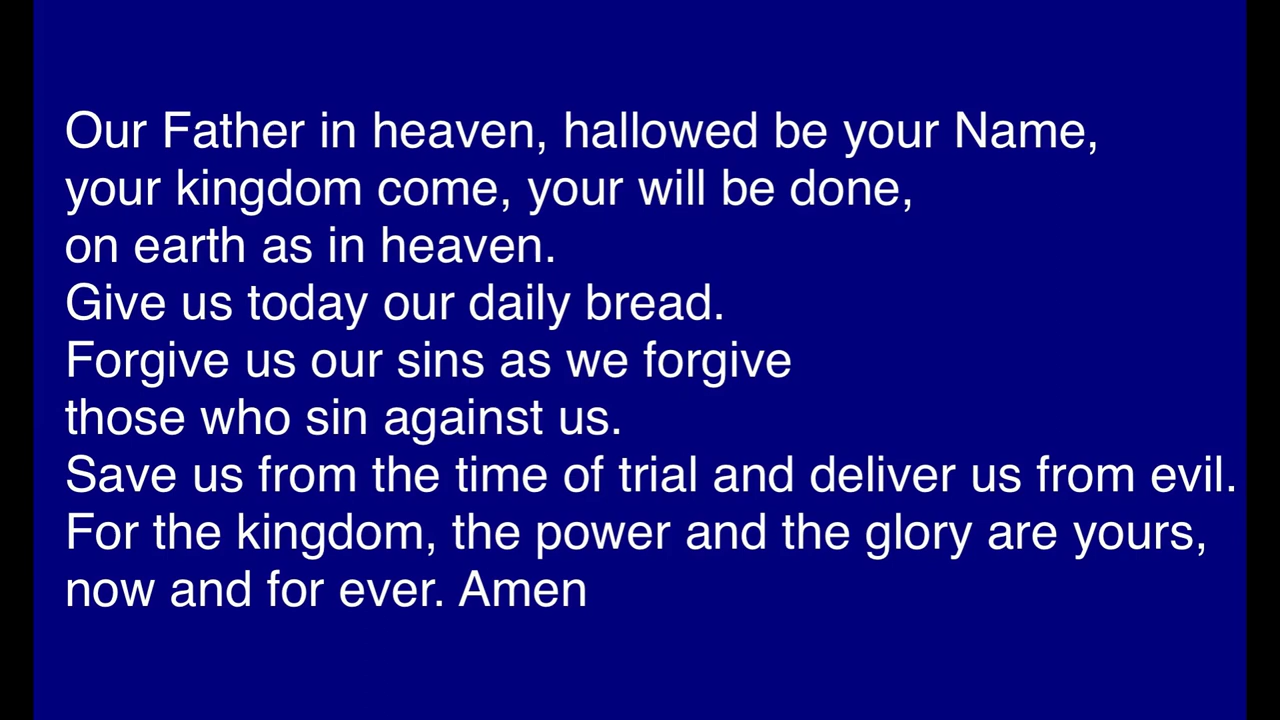 Our Father in heaven, hallowed be your Name,
your kingdom come, your will be done,
on earth as in heaven.
Give us today our daily bread.
Forgive us our sins as we forgive
those who sin against us.
Save us from the time of trial and deliver us from evil.
For the kingdom, the power and the glory are yours,
now and for ever. Amen